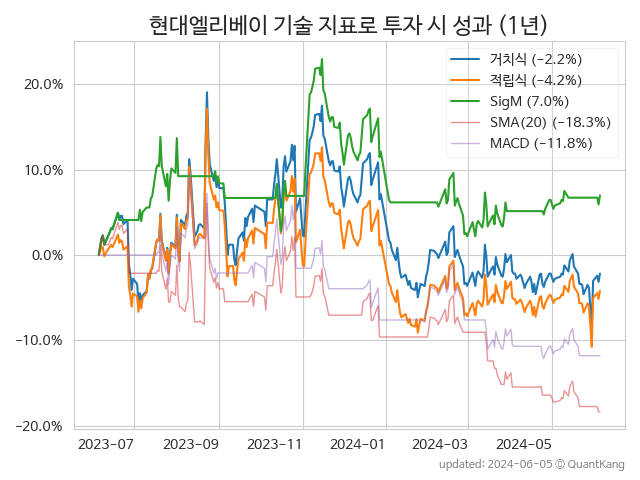 현대엘리베이 기술 지표로 투자 시 성과 (1년)
거치식 (−2.2%)
적립식 (−4.2%)
SigM (7.0%)
SMA(20) (−18.3%)
MACD (−11.8%)
20.0%
10.0%
0.0%
−10.0%
−20.0%
2023-07 2023-09 2023-11 2024-01 2024-03 2024-05
updated: 2024-06-05 ⓒ QuantKang